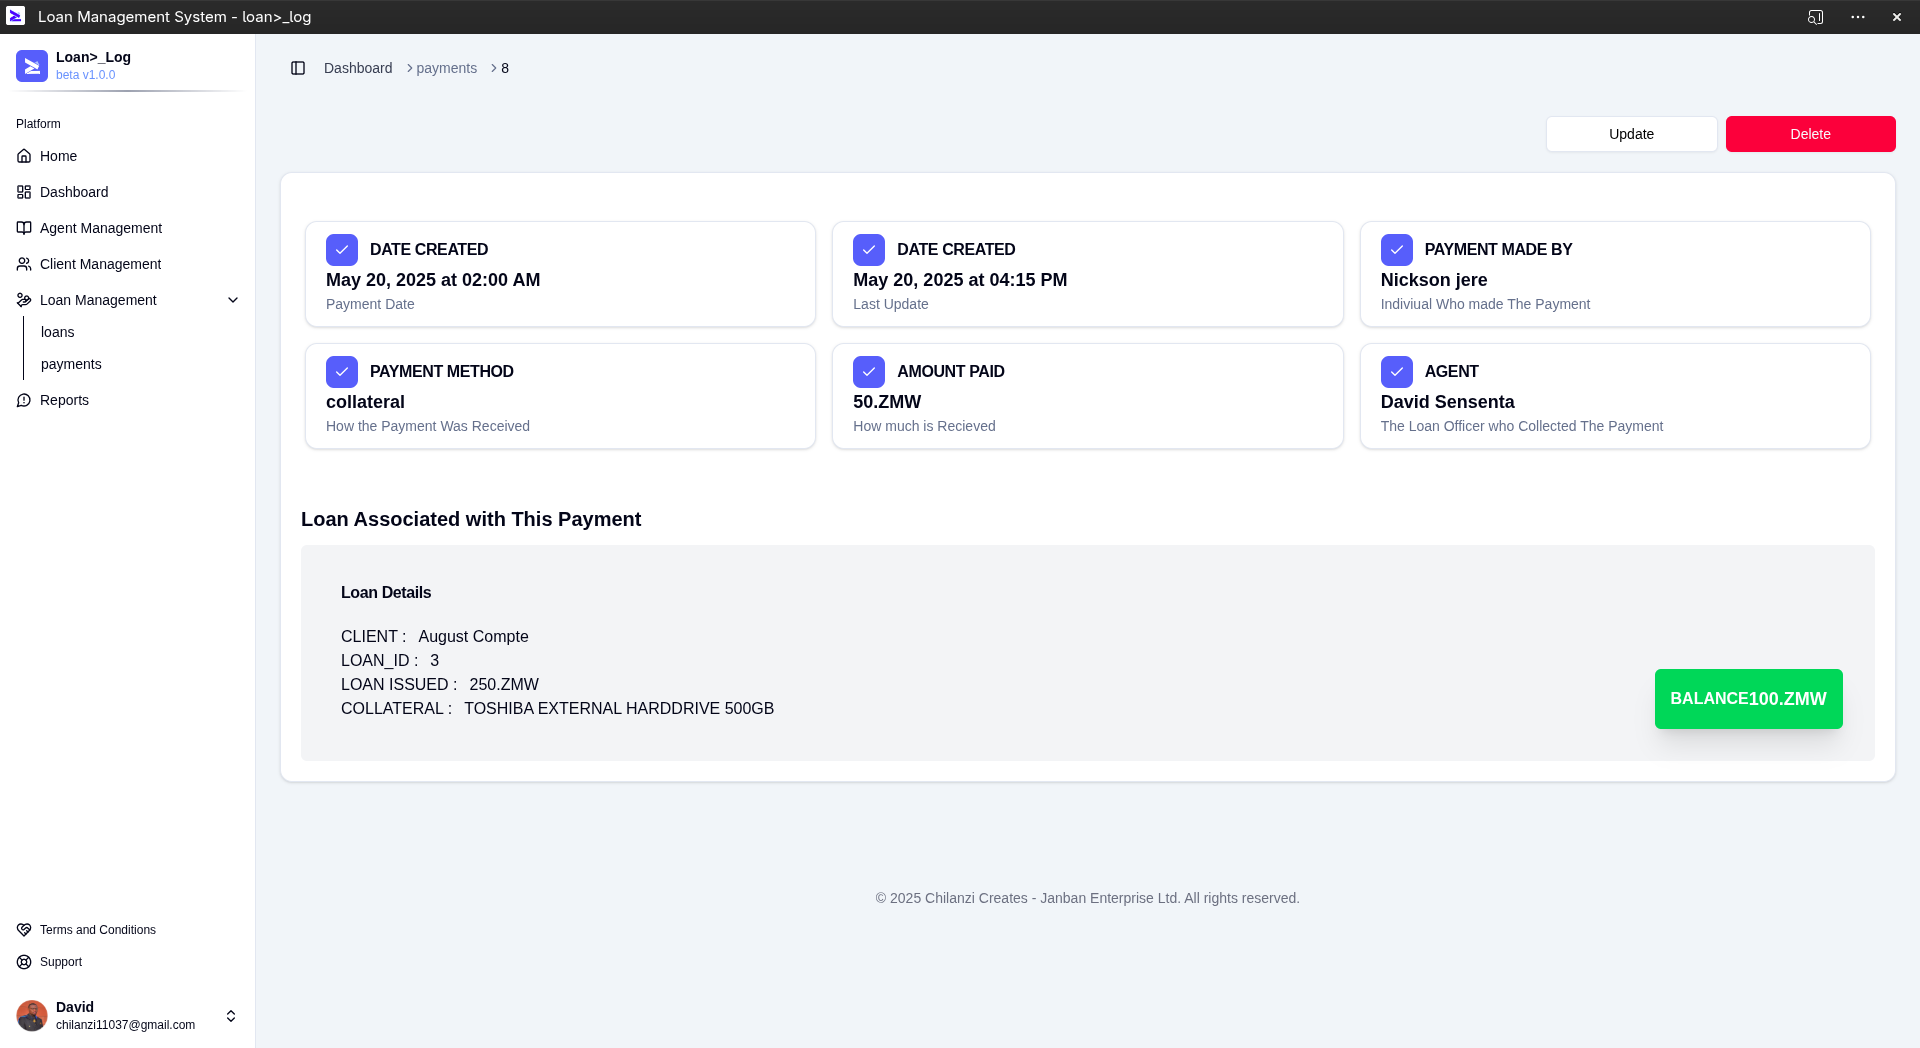 Loan Management System - loan>_log
Loan>_Log
beta v1.0.0
Platform
Home
Dashboard
Agent Management
Client Management
Loan Management
loans
payments
Reports
Terms and Conditions
Support
David
chilanzi11037@gmail.com
Dashboard > payments > 8
Update
Delete
DATE CREATED
May 20, 2025 at 02:00 AM
Payment Date
DATE CREATED
May 20, 2025 at 04:15 PM
Last Update
PAYMENT MADE BY
Nickson jere
Indiviual Who made The Payment
PAYMENT METHOD
collateral
How the Payment Was Received
AMOUNT PAID
50.ZMW
How much is Recieved
AGENT
David Sensenta
The Loan Officer who Collected The Payment
Loan Associated with This Payment
Loan Details
CLIENT : August Compte
LOAN_ID : 3
LOAN ISSUED : 250.ZMW
COLLATERAL : TOSHIBA EXTERNAL HARDDRIVE 500GB
BALANCE100.ZMW
© 2025 Chilanzi Creates - Janban Enterprise Ltd. All rights reserved.